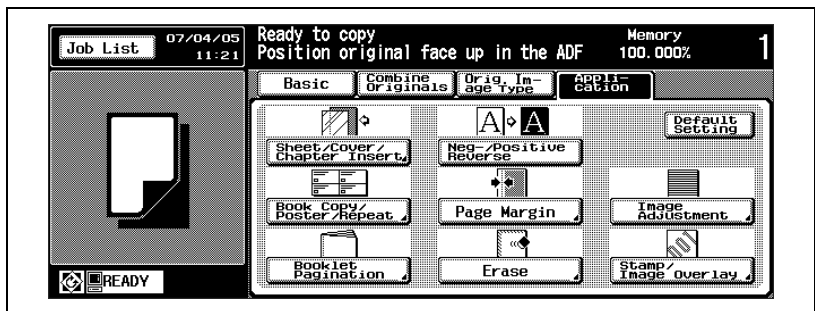 Job List
07/04/05
11:21
Ready to copy
Position original face up in the ADF
Memory
100.000%
1
Basic
Combine
Originals
Orig. Im-
age Type
Appli-
cation
Default
Setting
Sheet/Cover/
Chapter Insert
A A
Neg-/Positive
Reverse
Book Copy/
Poster/Repeat
Page Margin
Image
Adjustment
Booklet
Pagination
Erase
no!
Stamp/
Image Overlay
READY